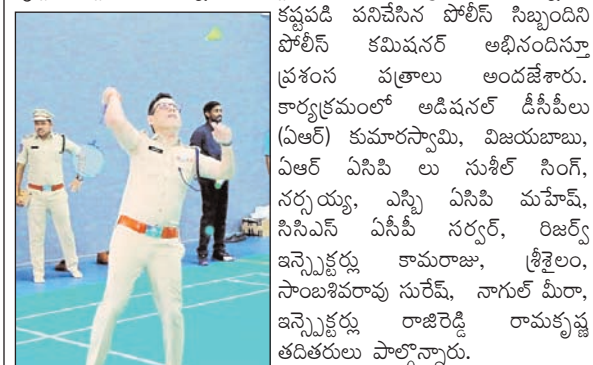 కష్టపడి పనిచేసిన పోలీస్ సిబ్బందిని
పోలీస్ కమిషనర్ అభినందిస్తూ
ప్రశంస పత్రాలు అందజేశారు.
కార్యక్రమంలో అడిషనల్ డీసీపీలు
(ఏఆర్) కుమారస్వామి, విజయబాబు,
ఏఆర్ ఏసిపి లు సుశీల్ సింగ్,
నర్సయ్య, ఎస్బి ఏసిపి మహేష్,
సిసిఎస్ ఏసీపీ సర్వర్, రిజర్వ్
ఇన్స్పెక్టర్లు కామరాజు, శ్రీశైలం,
సాంబశివరావు సురేష్, నాగుల్ మీరా,
ఇన్స్పెక్టర్లు రాజిరెడ్డి రామకృష్ణ
తదితరులు పాల్గొన్నారు.